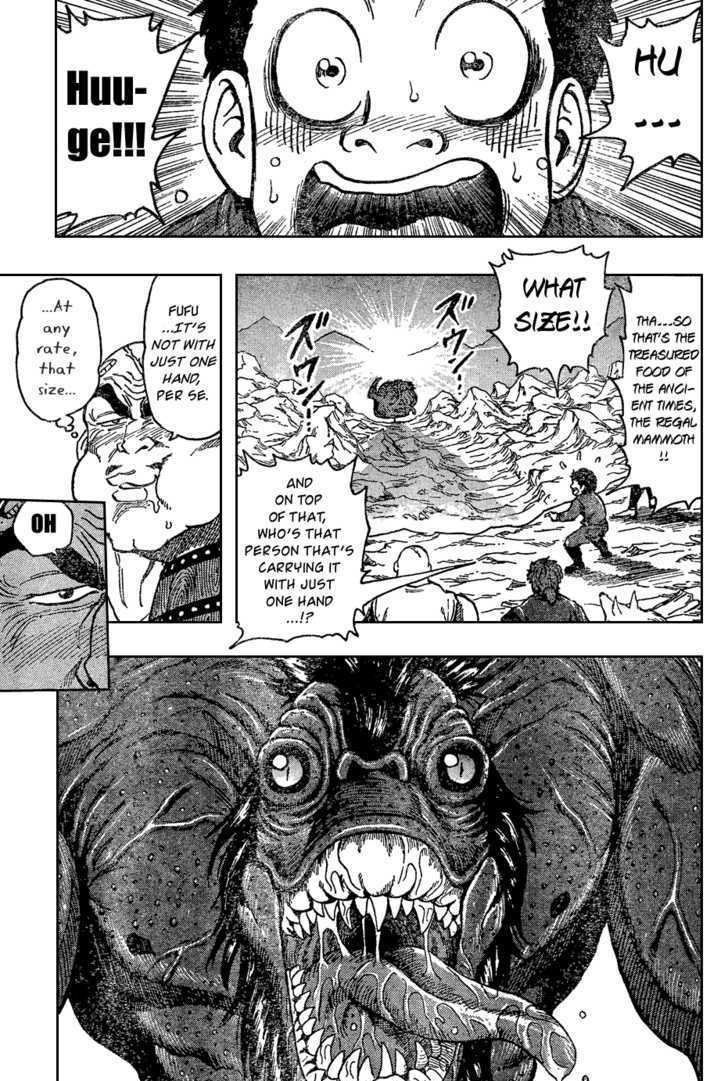 HU
---
Huu-
ge!!!
THA....SO
THAT'S THE
TREASURED
FOOD OF
THE ANCI-
ENT TIMES,
THE REGAL
MAMMOTH
!!
WHAT
SIZE!!
ズウン!
ズズ
AND
ON TOP
OF THAT,
WHO'S THAT
PERSON THAT'S
CARRYING IT
WITH JUST
ONE HAND
...!?
FUFU
...IT'S
NOT WITH
JUST ONE
HAND,
PER SE.
...At
any
rate,
that
size...
OH